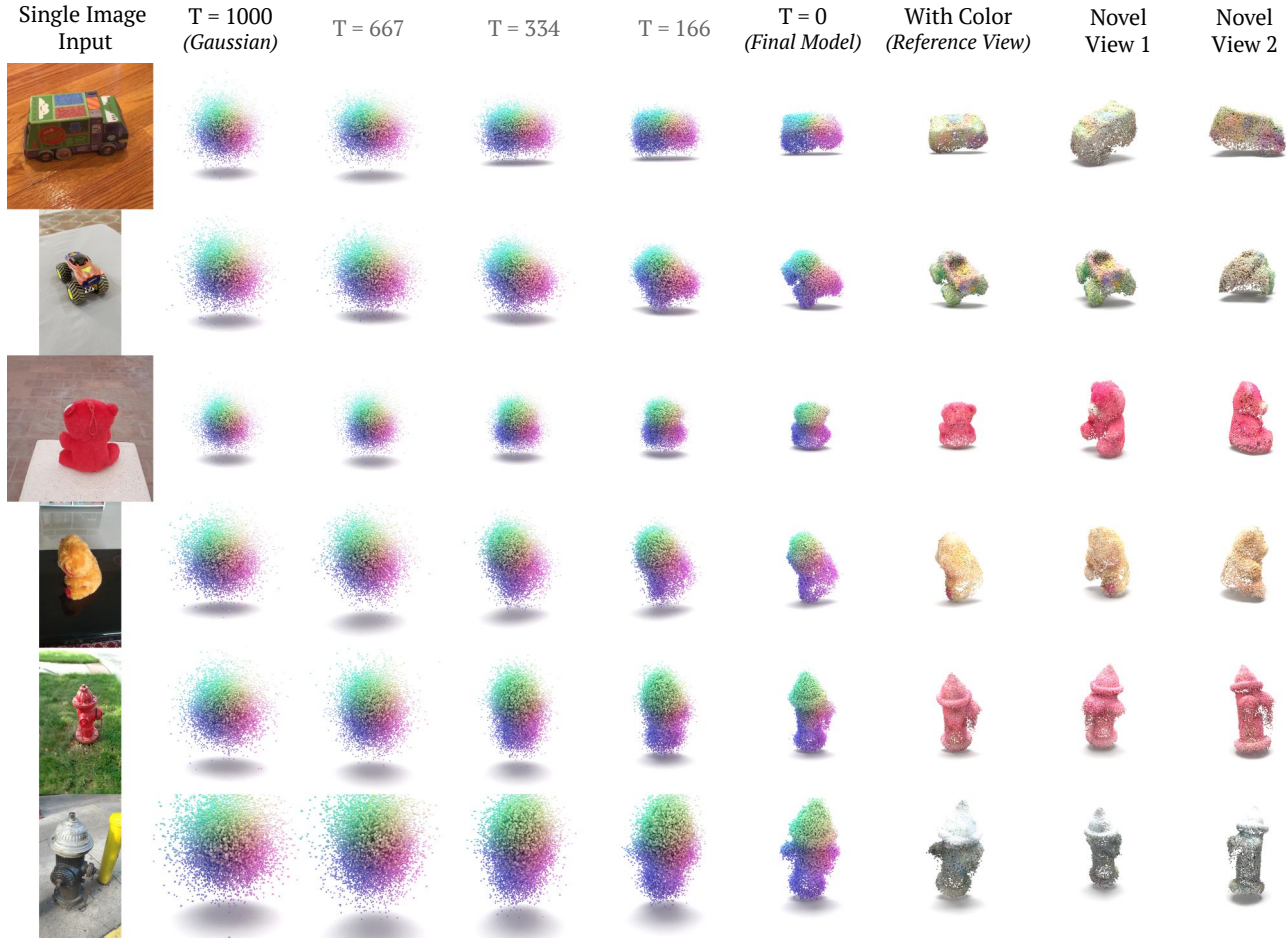 Single Image
Input
T = 1000
(Gaussian)
T = 667
T = 334
T = 166
T = 0
(Final Model)
With Color
(Reference View)
Novel
View 1
Novel
View 2